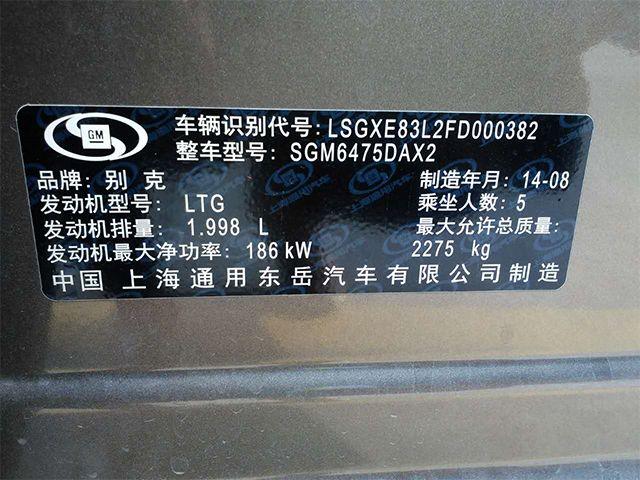 GM
车辆识别代号: LSGXE83L2FD000382
整车型号: SGM6475DAX2
品牌: 别 克 制造年月: 14-08
发动机型号: LTG 乘坐人数: 5
发动机排量: 1.998 L 最大允许总质量:
发动机最大净功率: 186 kW 2275 kg
中国 上海通用东岳汽车有限公司制造